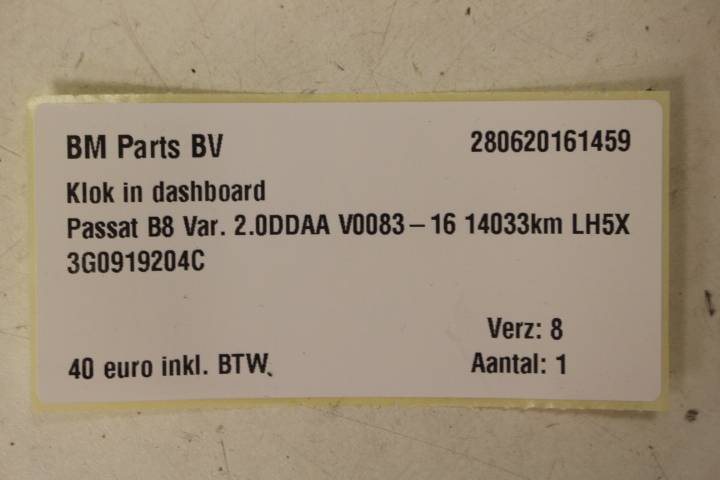 BM Parts BV 280620161459
Klok in dashboard
Passat B8 Var. 2.0DDAA V0083-16 14033km LH5X
3G0919204C
Verz: 8
40 euro inkl. BTW. Aantal: 1